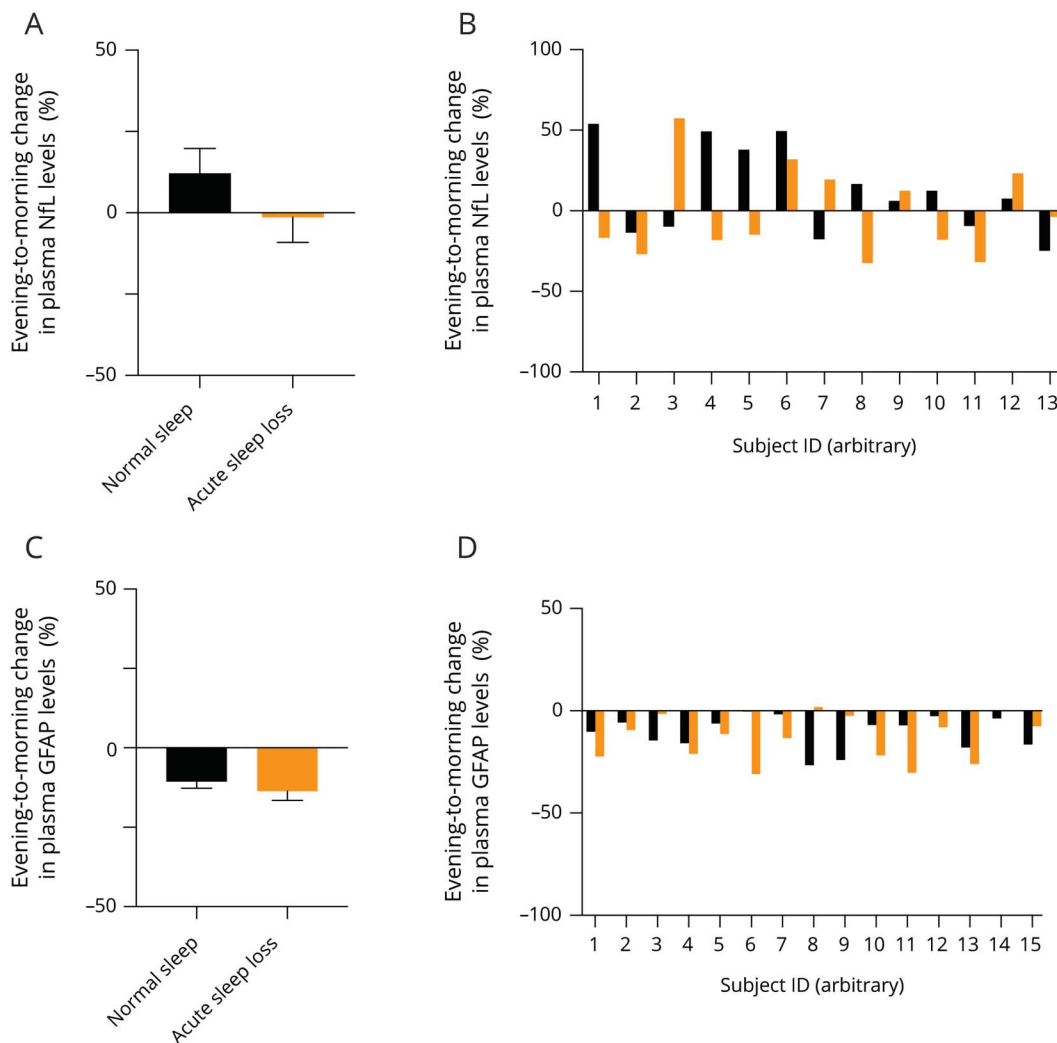 A
Evening-to-morning change
in plasma NfL levels (%)
50
0
–50
Normal sleep
Acute sleep loss
B
Evening-to-morning change
in plasma NfL levels (%)
100
50
0
–50
–100
1 2 3 4 5 6 7 8 9 10 11 12 13
Subject ID (arbitrary)
C
Evening-to-morning change
in plasma GFAP levels (%)
50
0
–50
Normal sleep
Acute sleep loss
D
Evening-to-morning change
in plasma GFAP levels (%)
50
0
–50
–100
1 2 3 4 5 6 7 8 9 10 11 12 13 14 15
Subject ID (arbitrary)